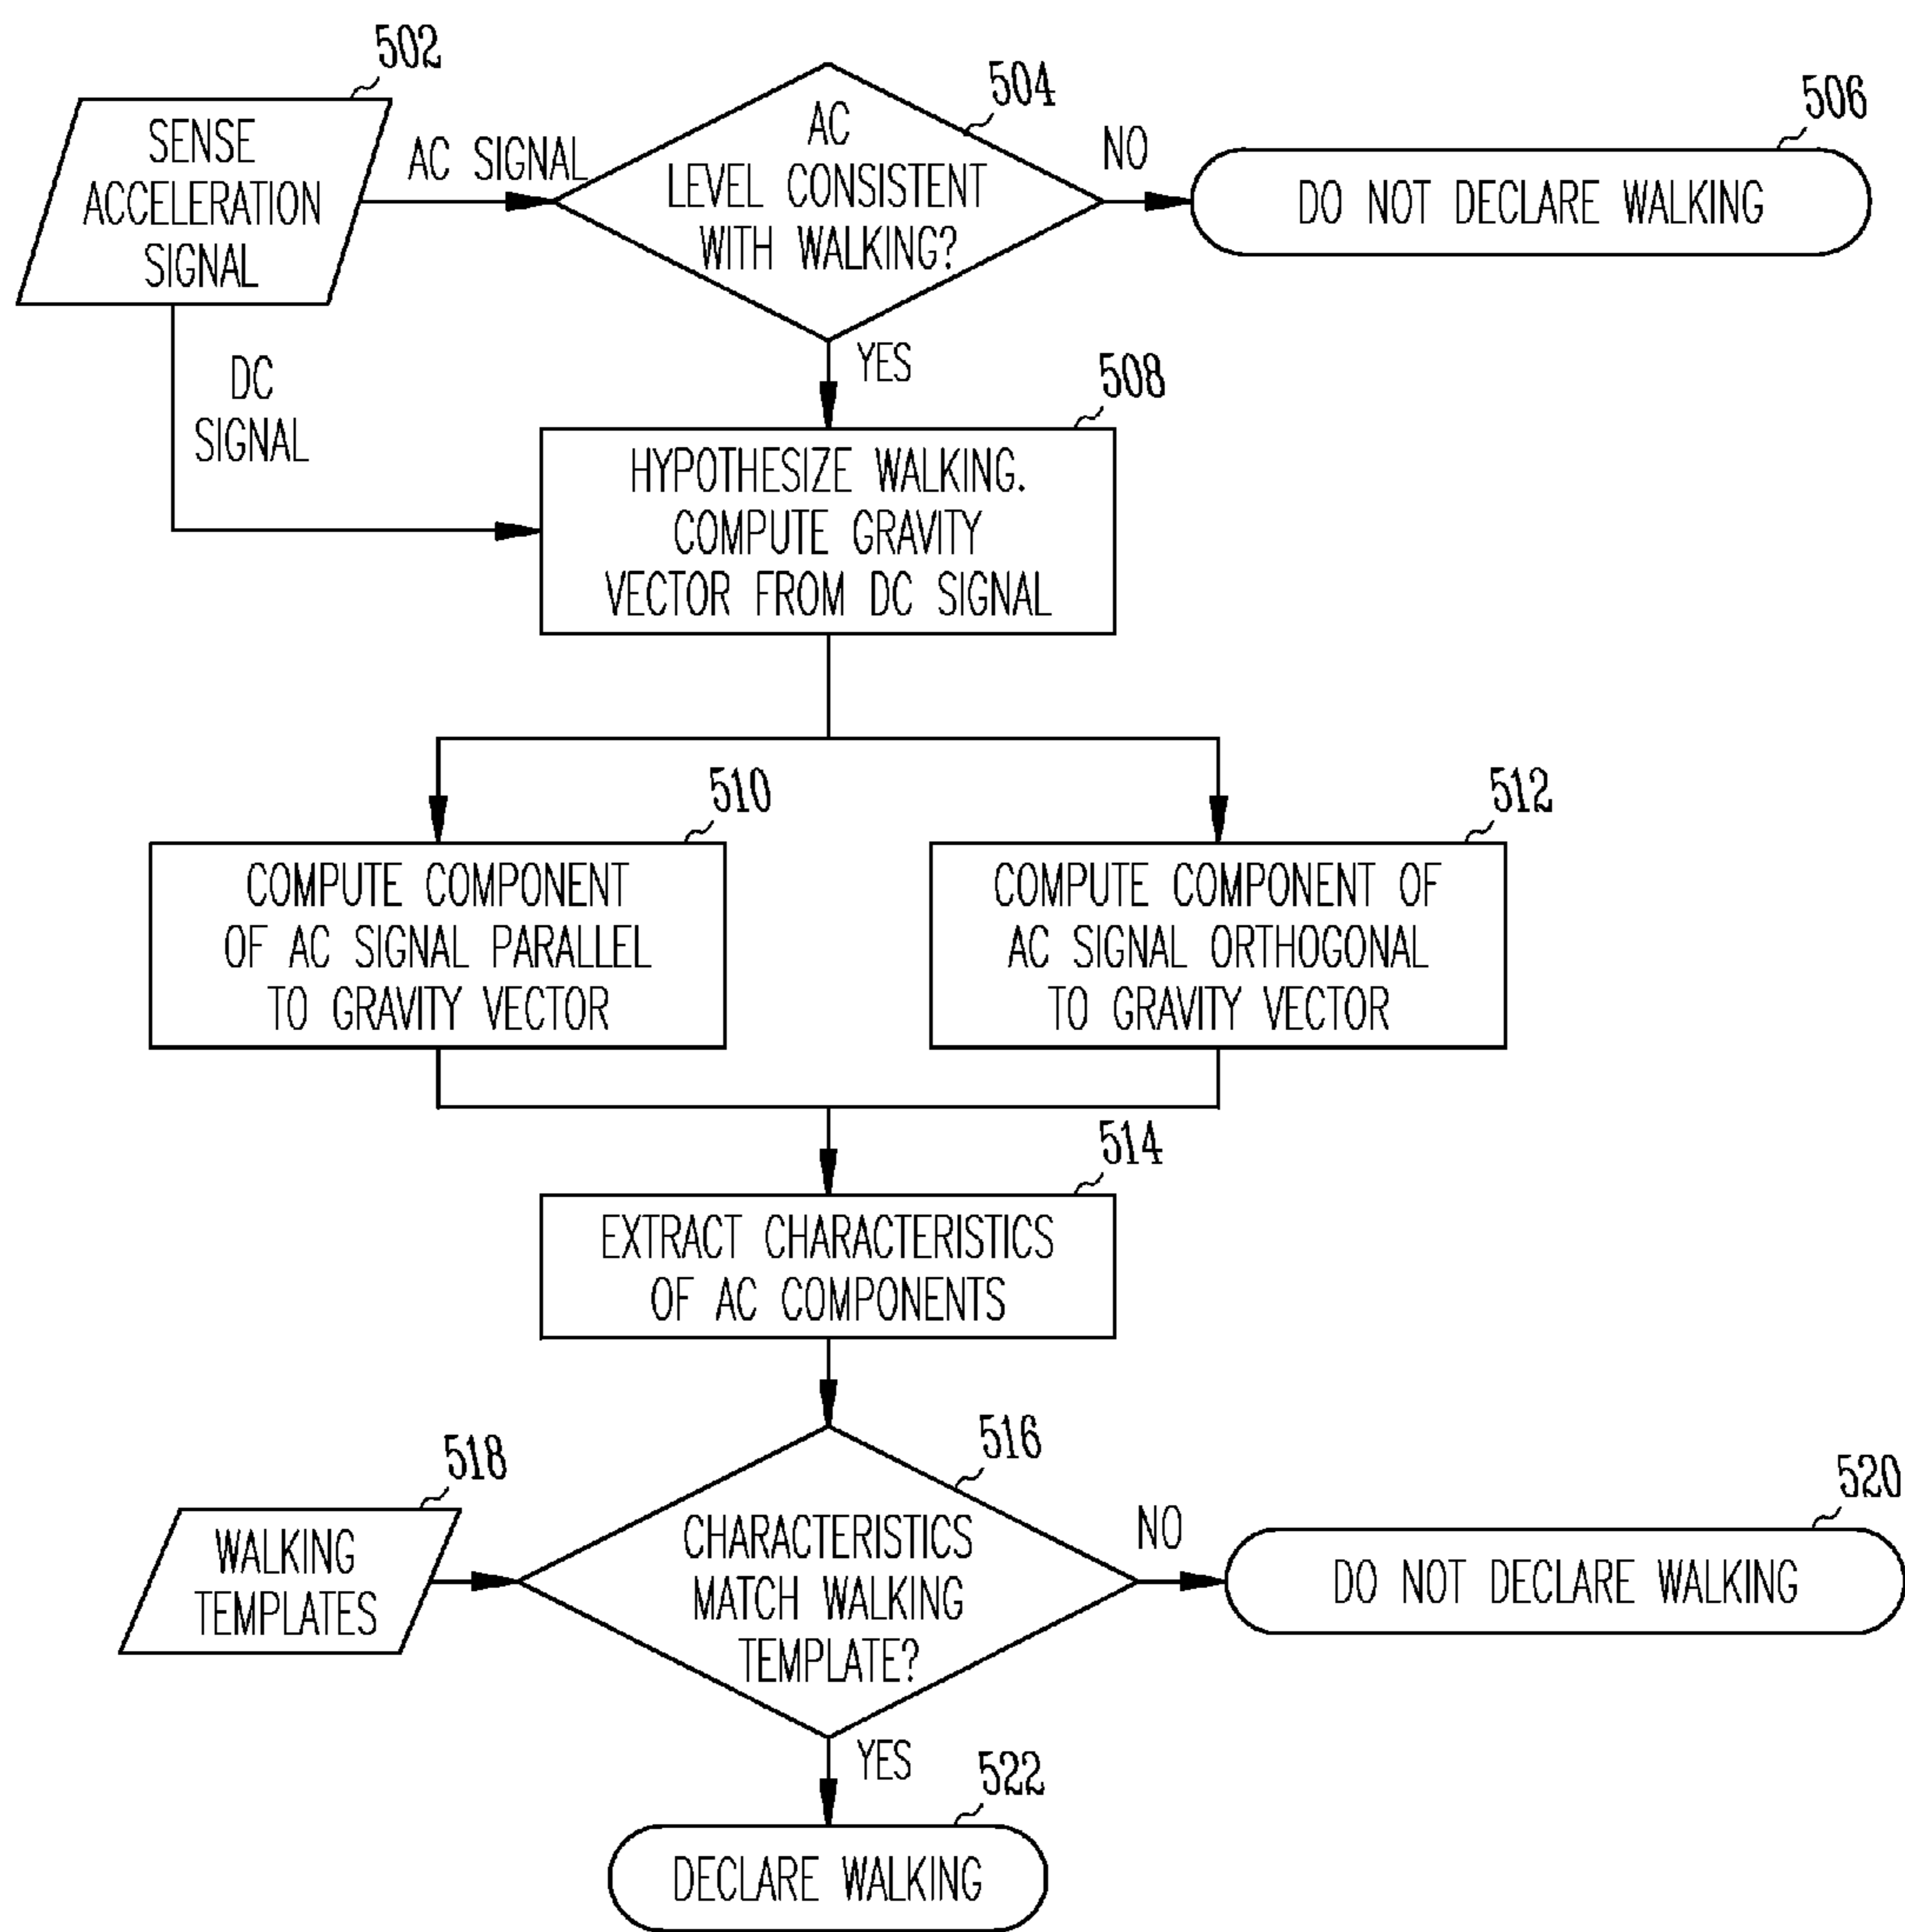 502
SENSE
ACCELERATION
SIGNAL
AC SIGNAL
504
AC
LEVEL CONSISTENT
WITH WALKING?
NO
506
DO NOT DECLARE WALKING
DC
SIGNAL
YES
508
HYPOTHESIZE WALKING.
COMPUTE GRAVITY
VECTOR FROM DC SIGNAL
510
COMPUTE COMPONENT
OF AC SIGNAL PARALLEL
TO GRAVITY VECTOR
512
COMPUTE COMPONENT OF
AC SIGNAL ORTHOGONAL
TO GRAVITY VECTOR
514
EXTRACT CHARACTERISTICS
OF AC COMPONENTS
518
WALKING
TEMPLATES
516
CHARACTERISTICS
MATCH WALKING
TEMPLATE?
NO
520
DO NOT DECLARE WALKING
YES
522
DECLARE WALKING